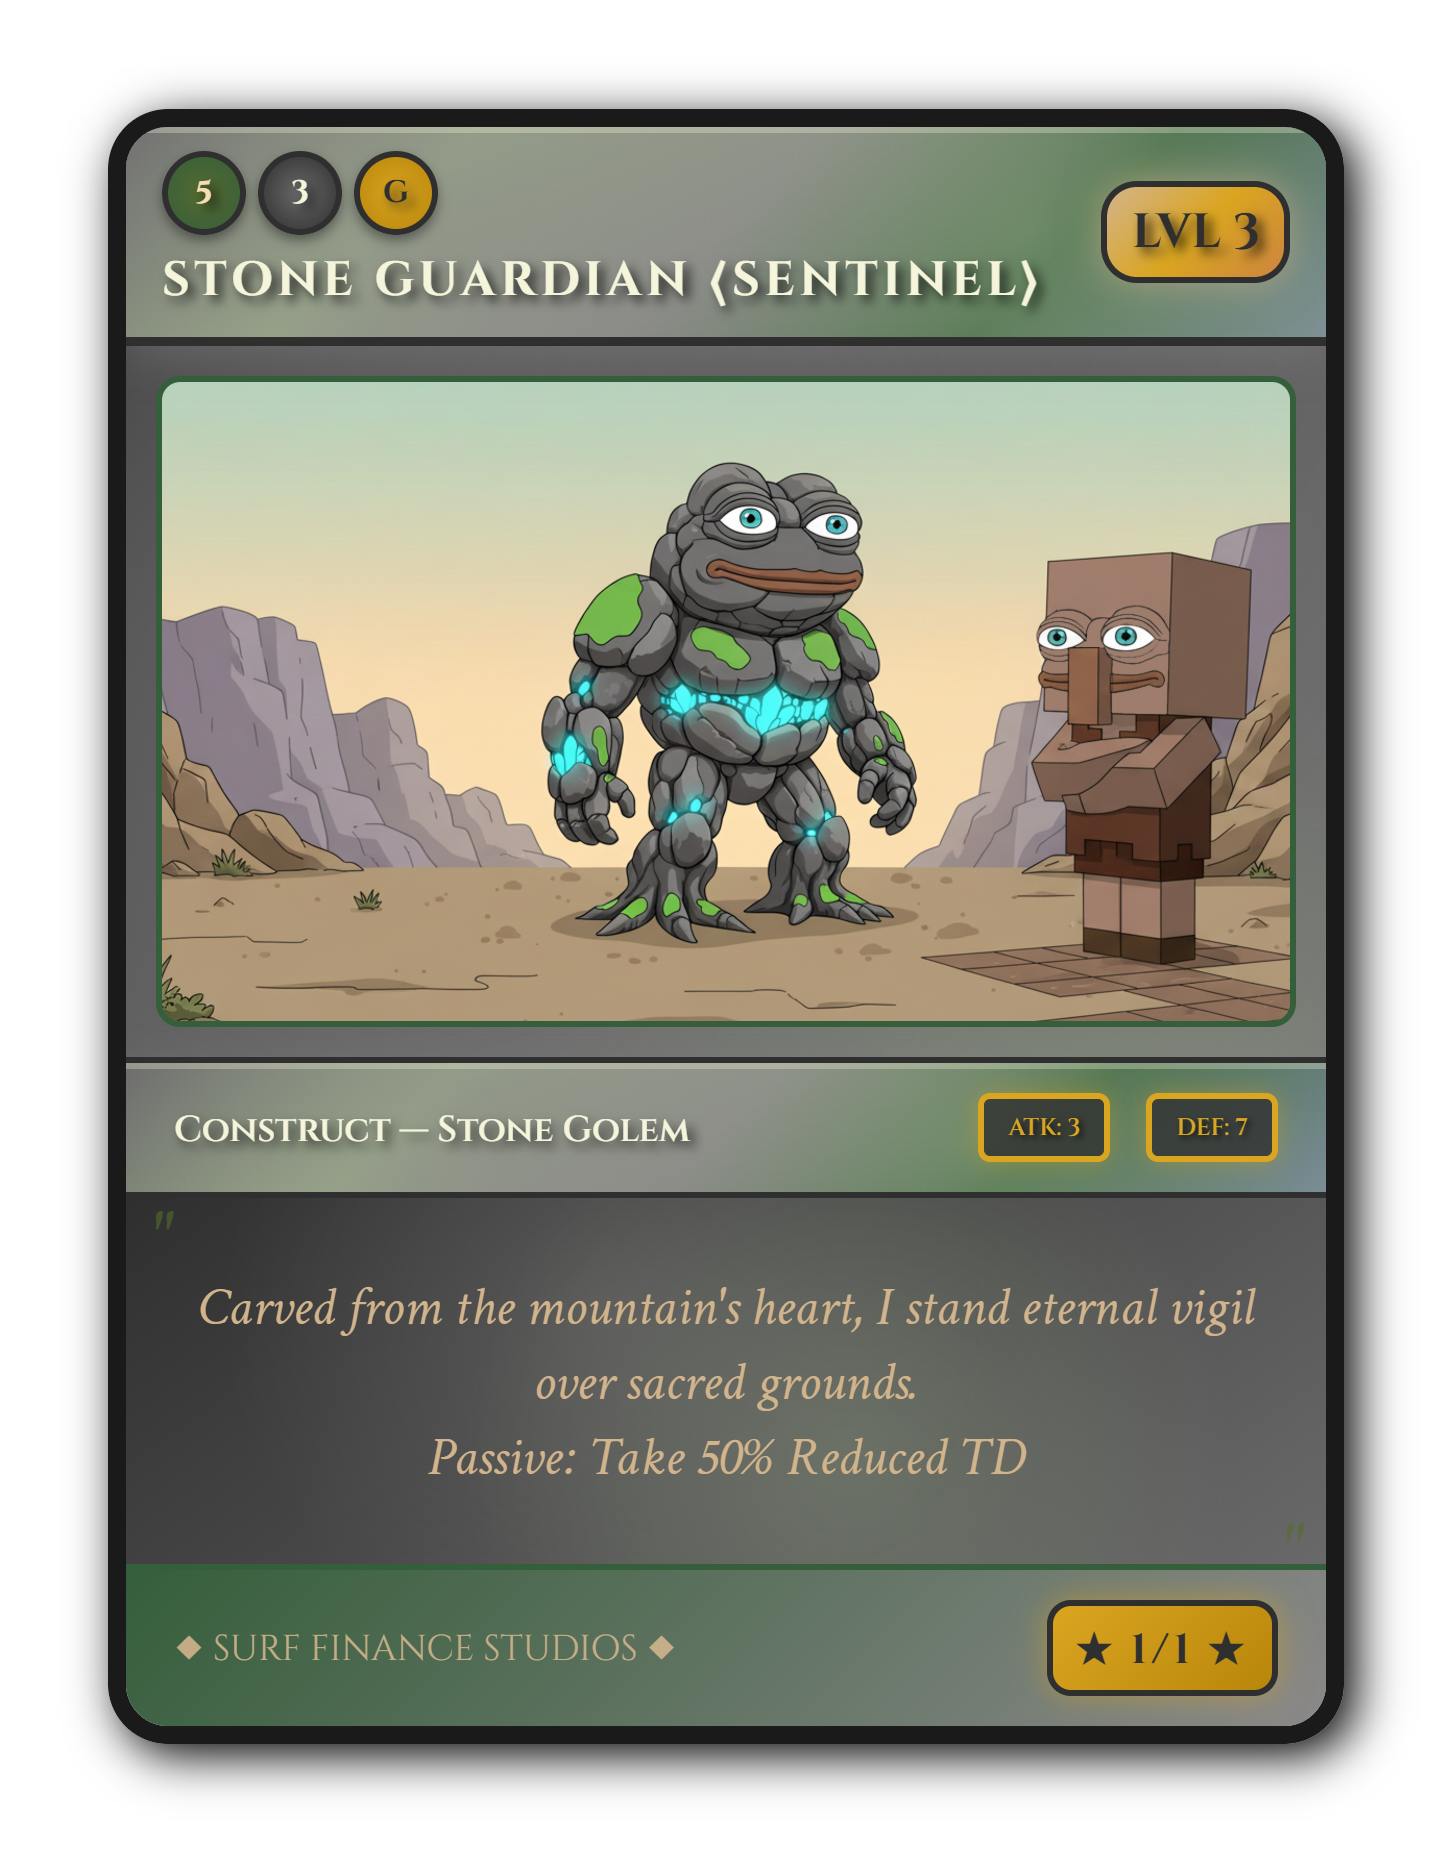 5 3 G
LVL 3
STONE GUARDIAN ⟨SENTINEL⟩
CONSTRUCT — STONE GOLEM
ATK: 3
DEF: 7
"
Carved from the mountain's heart, I stand eternal vigil
over sacred grounds.
Passive: Take 50% Reduced TD
"
◆ SURF FINANCE STUDIOS ◆
★ 1/1 ★